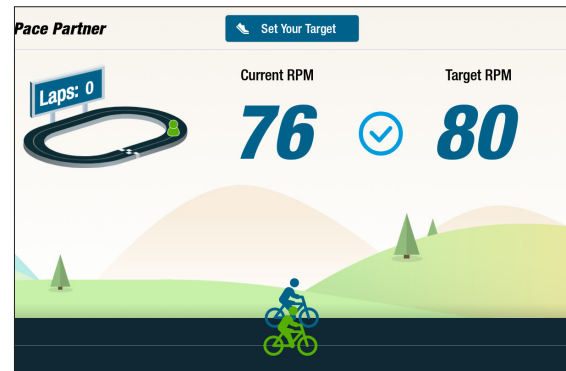 Pace Partner
Set Your Target
Laps: 0
Current RPM
76
Target RPM
80